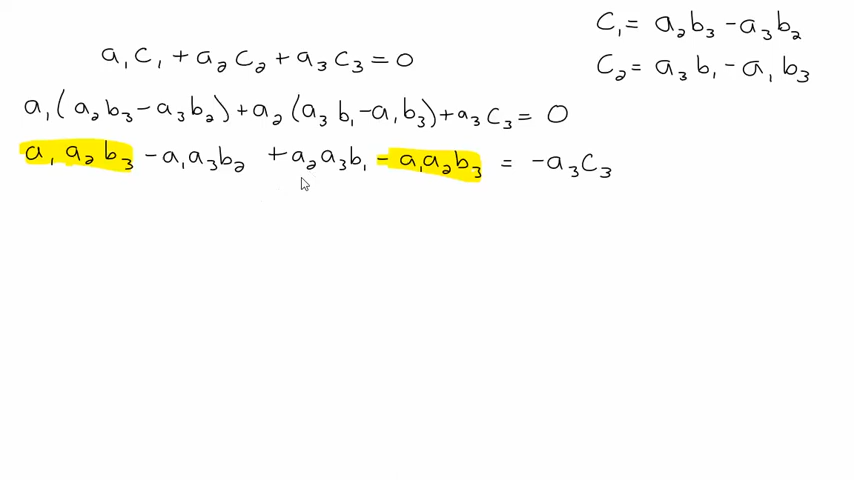 C₁ = a₂b₃ - a₃b₂
a₁c₁ + a₂c₂ + a₃c₃ = 0
C₂ = a₃b₁ - a₁b₃
a₁(a₂b₃ - a₃b₂) + a₂(a₃b₁ - a₁b₃) + a₃c₃ = 0
a₁a₂b₃ - a₁a₃b₂ + a₂a₃b₁ - a₁a₂b₃ = -a₃c₃